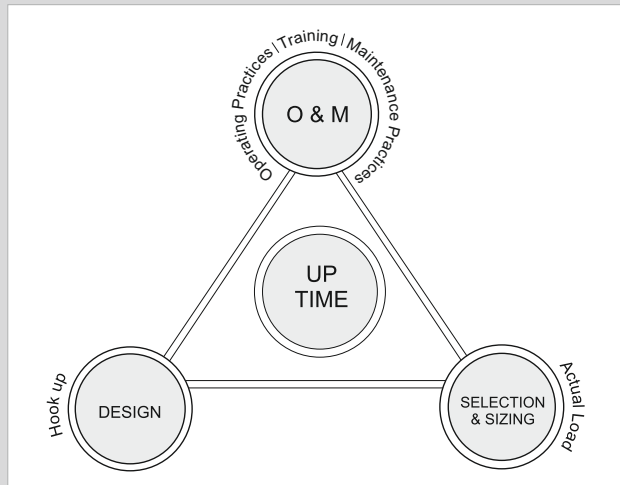 Operating Practices | Training | Maintenance Practices
O & M
UP
TIME
Hook up
DESIGN
SELECTION
& SIZING
Actual Load